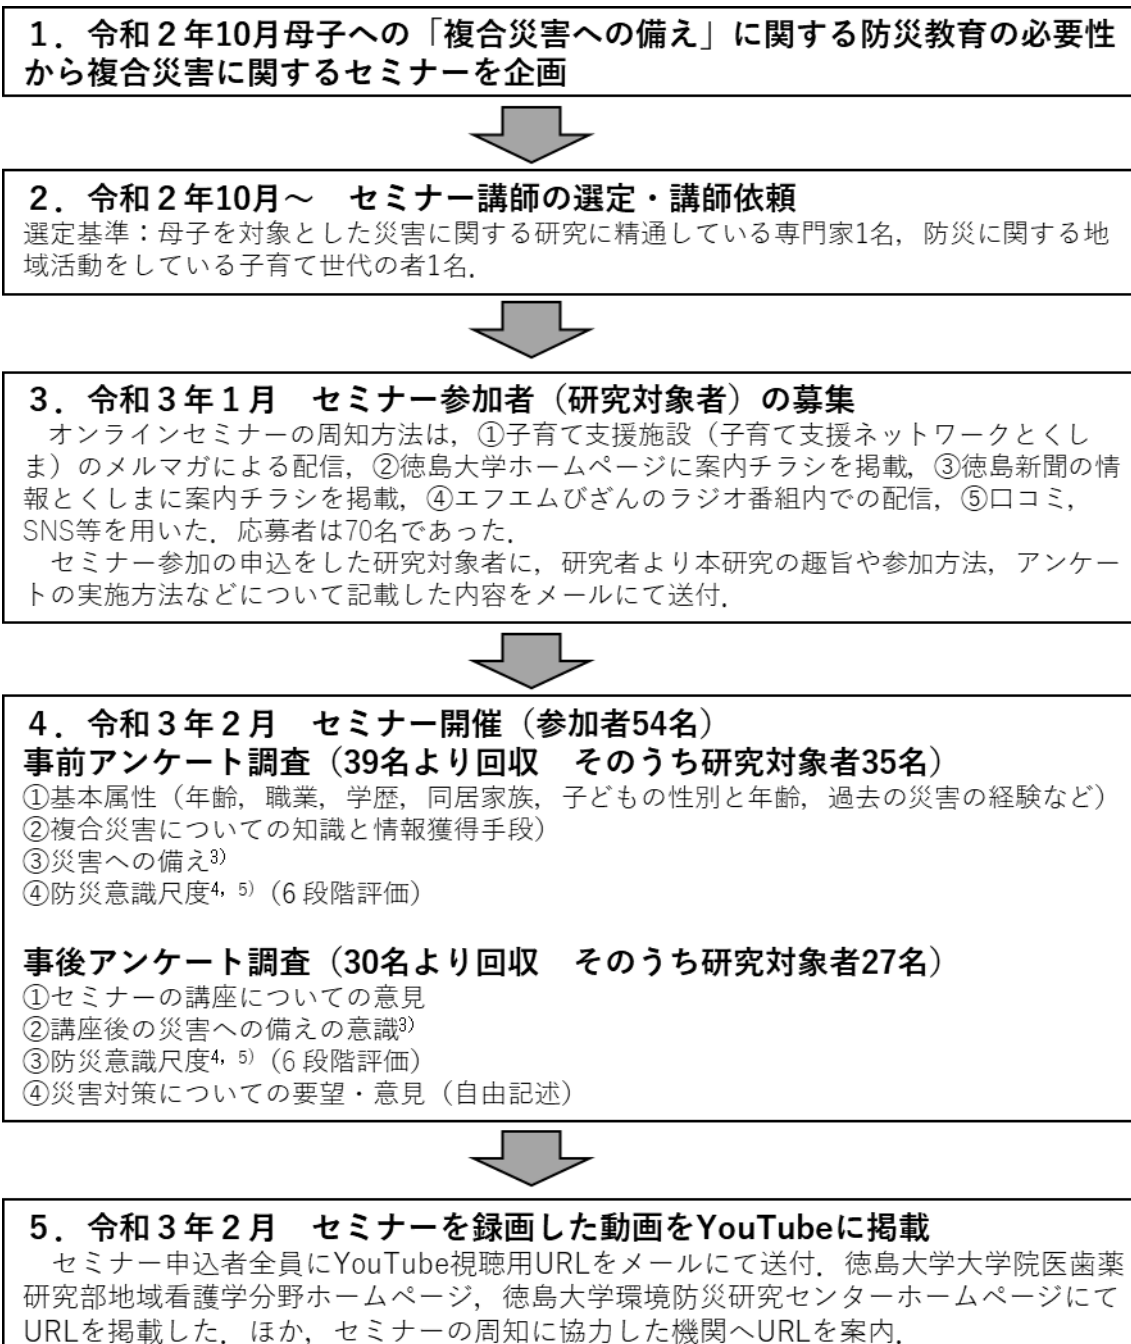 １．令和２年10月母子への「複合災害への備え」に関する防災教育の必要性
から複合災害に関するセミナーを企画
２．令和２年10月～　セミナー講師の選定・講師依頼
選定基準：母子を対象とした災害に関する研究に精通している専門家1名，防災に関する地
域活動をしている子育て世代の者1名．
３．令和３年１月　セミナー参加者（研究対象者）の募集
　オンラインセミナーの周知方法は，①子育て支援施設（子育て支援ネットワークとくし
ま）のメルマガによる配信，②徳島大学ホームページに案内チラシを掲載，③徳島新聞の情
報とくしまに案内チラシを掲載，④エフエムびざんのラジオ番組内での配信，⑤口コミ，
SNS等を用いた．応募者は70名であった．
　セミナー参加の申込をした研究対象者に，研究者より本研究の趣旨や参加方法，アンケー
トの実施方法などについて記載した内容をメールにて送付．
４．令和３年２月　セミナー開催（参加者54名）
事前アンケート調査（39名より回収　そのうち研究対象者35名）
①基本属性（年齢，職業，学歴，同居家族，子どもの性別と年齢，過去の災害の経験など）
②複合災害についての知識と情報獲得手段）
③災害への備え3)
④防災意識尺度4, 5)（６段階評価）
事後アンケート調査（30名より回収　そのうち研究対象者27名）
①セミナーの講座についての意見
②講座後の災害への備えの意識3)
③防災意識尺度4, 5)（６段階評価）
④災害対策についての要望・意見（自由記述）
５．令和３年２月　セミナーを録画した動画をYouTubeに掲載
　セミナー申込者全員にYouTube視聴用URLをメールにて送付．徳島大学大学院医歯薬
研究部地域看護学分野ホームページ，徳島大学環境防災研究センターホームページにて
URLを掲載した．ほか，セミナーの周知に協力した機関へURLを案内．